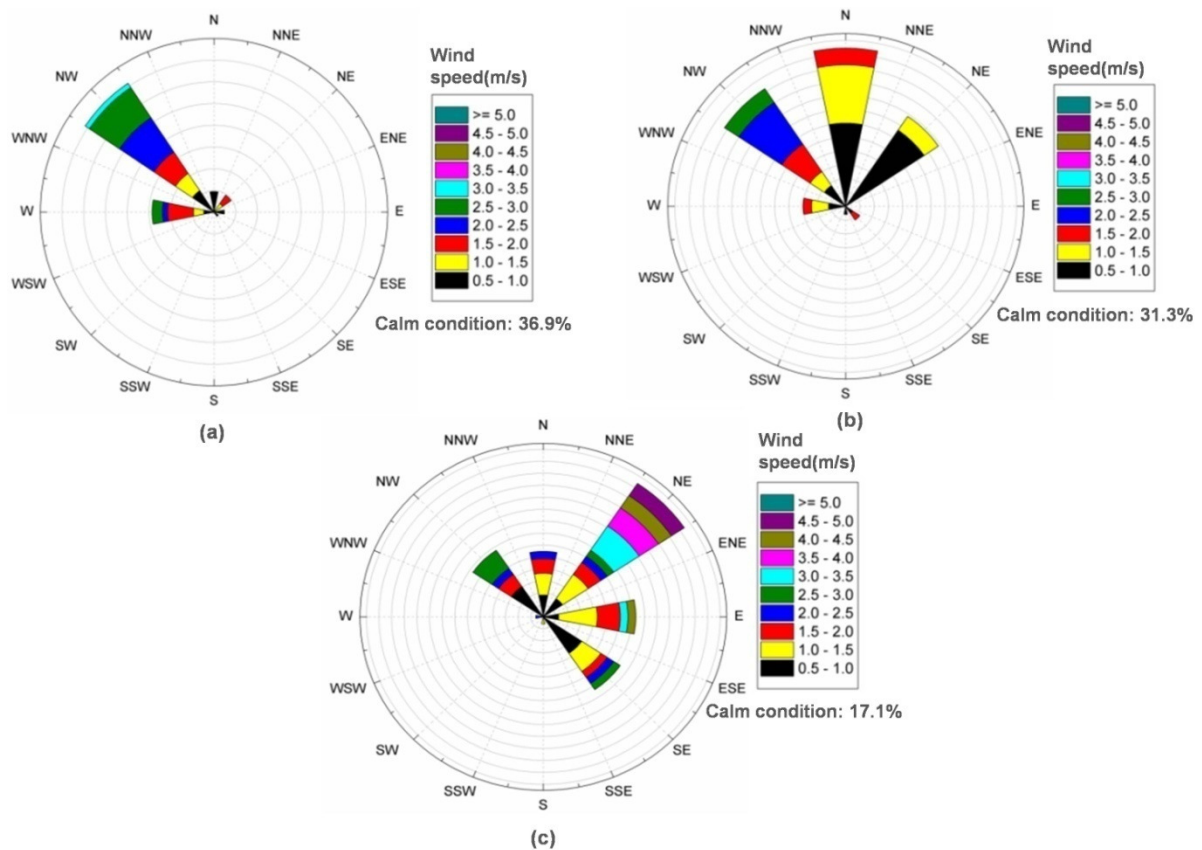 N
NNW
NNE
NW
NE
WNW
ENE
W
E
WSW
ESE
SW
SE
SSW
SSE
S
Wind
speed(m/s)
>= 5.0
4.5 - 5.0
4.0 - 4.5
3.5 - 4.0
3.0 - 3.5
2.5 - 3.0
2.0 - 2.5
1.5 - 2.0
1.0 - 1.5
0.5 - 1.0
Calm condition: 36.9%
(a)
N
NNW
NNE
NW
NE
WNW
ENE
W
E
WSW
ESE
SW
SE
SSW
SSE
S
Wind
speed(m/s)
>= 5.0
4.5 - 5.0
4.0 - 4.5
3.5 - 4.0
3.0 - 3.5
2.5 - 3.0
2.0 - 2.5
1.5 - 2.0
1.0 - 1.5
0.5 - 1.0
Calm condition: 31.3%
(b)
N
NNW
NNE
NW
NE
WNW
ENE
W
E
WSW
ESE
SW
SE
SSW
SSE
S
Wind
speed(m/s)
>= 5.0
4.5 - 5.0
4.0 - 4.5
3.5 - 4.0
3.0 - 3.5
2.5 - 3.0
2.0 - 2.5
1.5 - 2.0
1.0 - 1.5
0.5 - 1.0
Calm condition: 17.1%
(c)